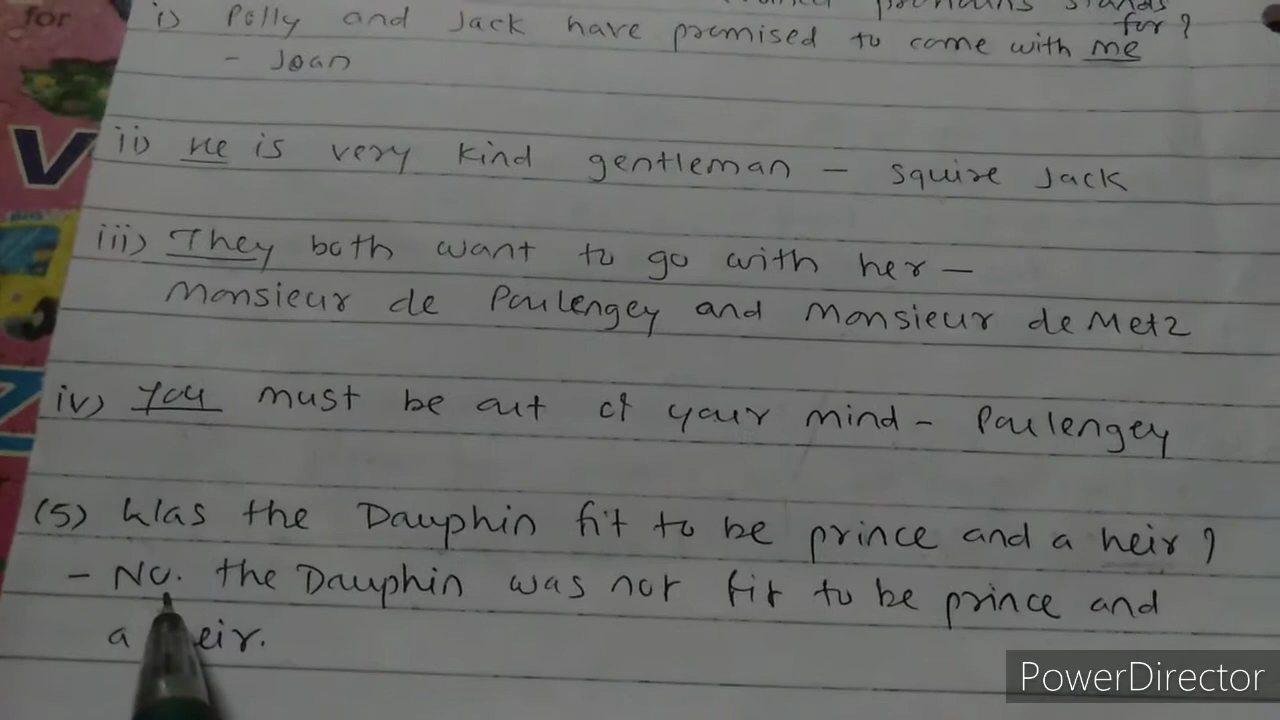 for
pronouns stands
for?
i) Polly and Jack have promised to come with me
- Joan
ii) He is very kind gentleman - squire Jack
iii) They both want to go with her -
Monsieur de Poulengey and Monsieur de Metz
iv) You must be out of your mind - Poulengey
(5) Was the Dauphin fit to be prince and a heir?
- No. the Dauphin was not fit to be prince and
a heir.
V
Z
PowerDirector